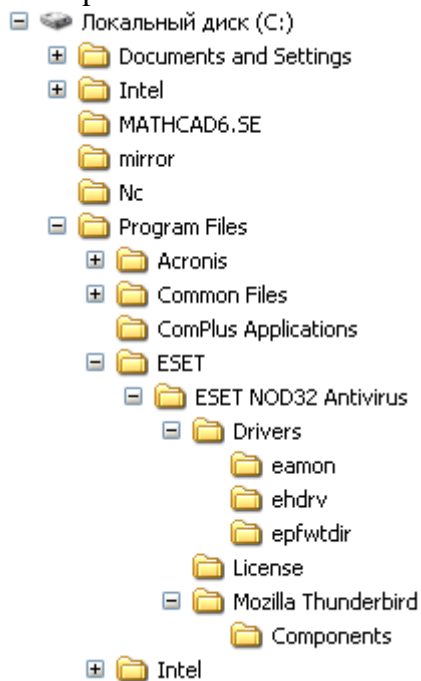 Локальный диск (C:)
Documents and Settings
Intel
MATHCAD6.SE
mirror
Nc
Program Files
Acronis
Common Files
ComPlus Applications
ESET
ESET NOD32 Antivirus
Drivers
eamon
ehdrv
epfwtdir
License
Mozilla Thunderbird
Components
Intel